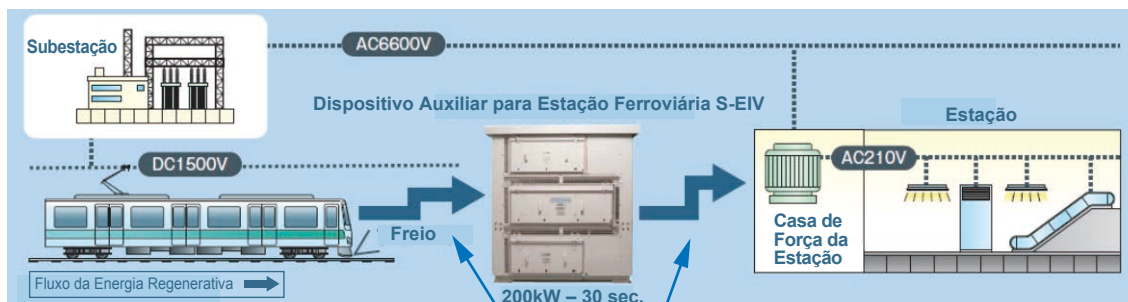 Subestação
AC6600V
Dispositivo Auxiliar para Estação Ferroviária S-EIV
Estação
DC1500V
AC210V
Freio
Casa de
Força da
Estação
Fluxo da Energia Regenerativa
200kW – 30 sec.